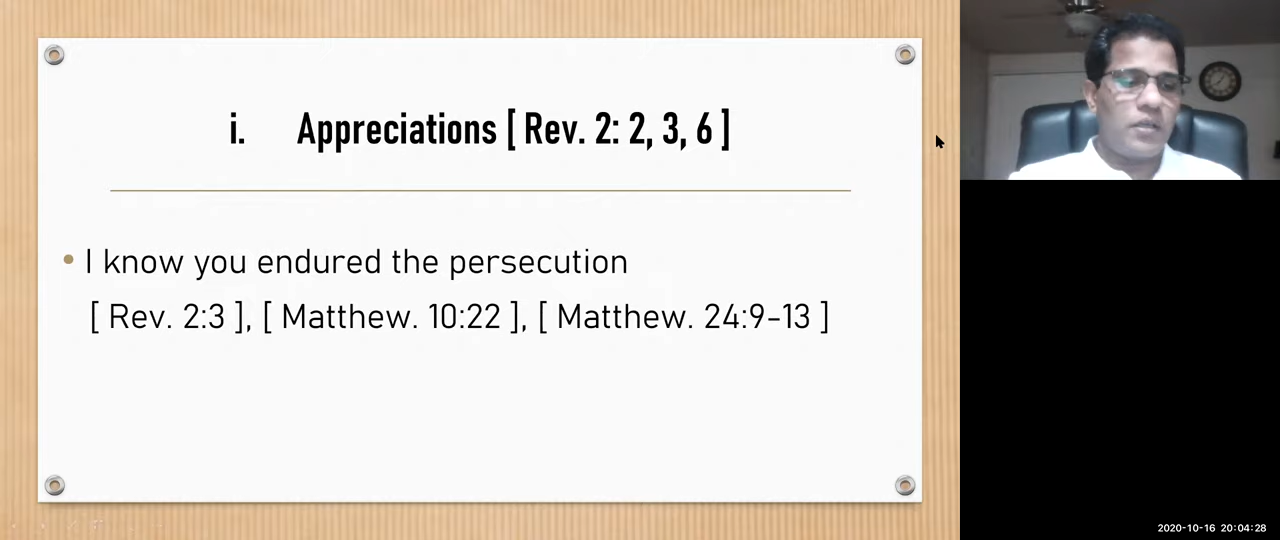 i. Appreciations [ Rev. 2: 2, 3, 6 ]
• I know you endured the persecution
[ Rev. 2:3 ], [ Matthew. 10:22 ], [ Matthew. 24:9-13 ]
2020-10-16 20:04:28